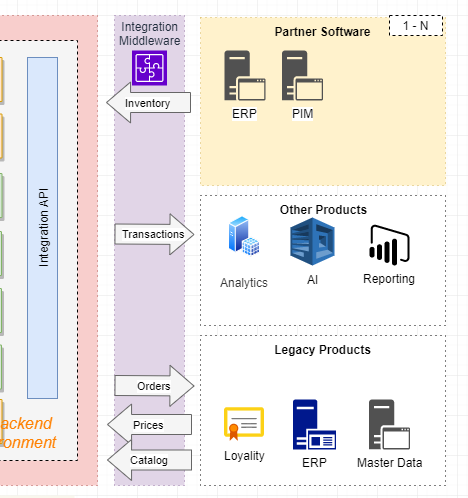 Integration
Middleware
Partner Software
1 - N
Inventory
ERP
PIM
Integration API
Other Products
Transactions
Analytics
AI
Reporting
Legacy Products
Orders
Prices
Catalog
Loyality
ERP
Master Data
ackend
ronment